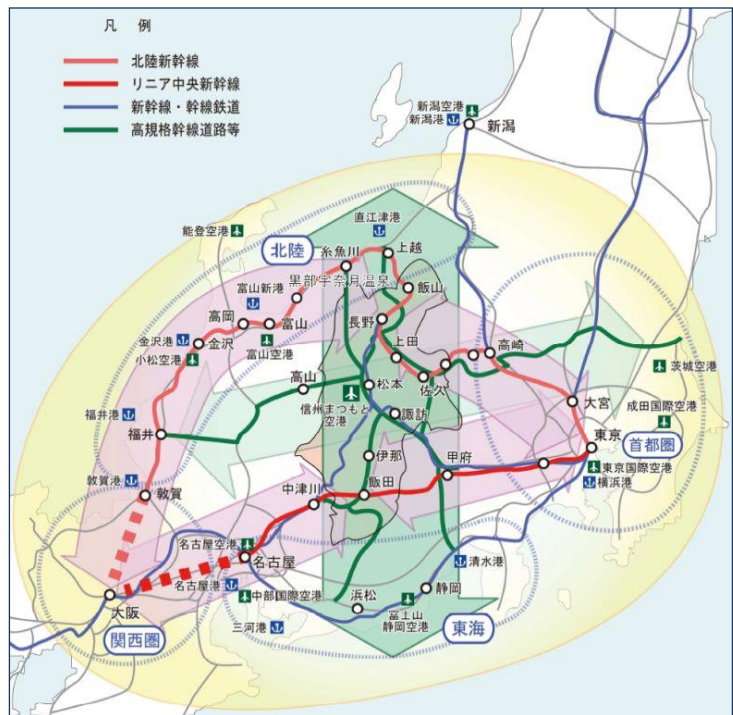 凡 例
北陸新幹線
リニア中央新幹線
新幹線・幹線鉄道
高規格幹線道路等
新潟空港
新潟港
新潟
能登空港
直江津港
北陸
糸魚川
上越
黒部宇奈月温泉
飯山
富山新港
高岡
富山
長野
金沢港
金沢
小松空港
富山空港
上田
高崎
茨城空港
高山
松本
佐久
信州まつもと
空港
諏訪
大宮
成田国際空港
福井港
福井
東京
首都圏
伊那
甲府
東京国際空港
横浜港
敦賀港
敦賀
中津川
飯田
名古屋空港
名古屋
清水港
大阪
名古屋港
中部国際空港
浜松
静岡
富士山
静岡空港
関西圏
三河港
東海